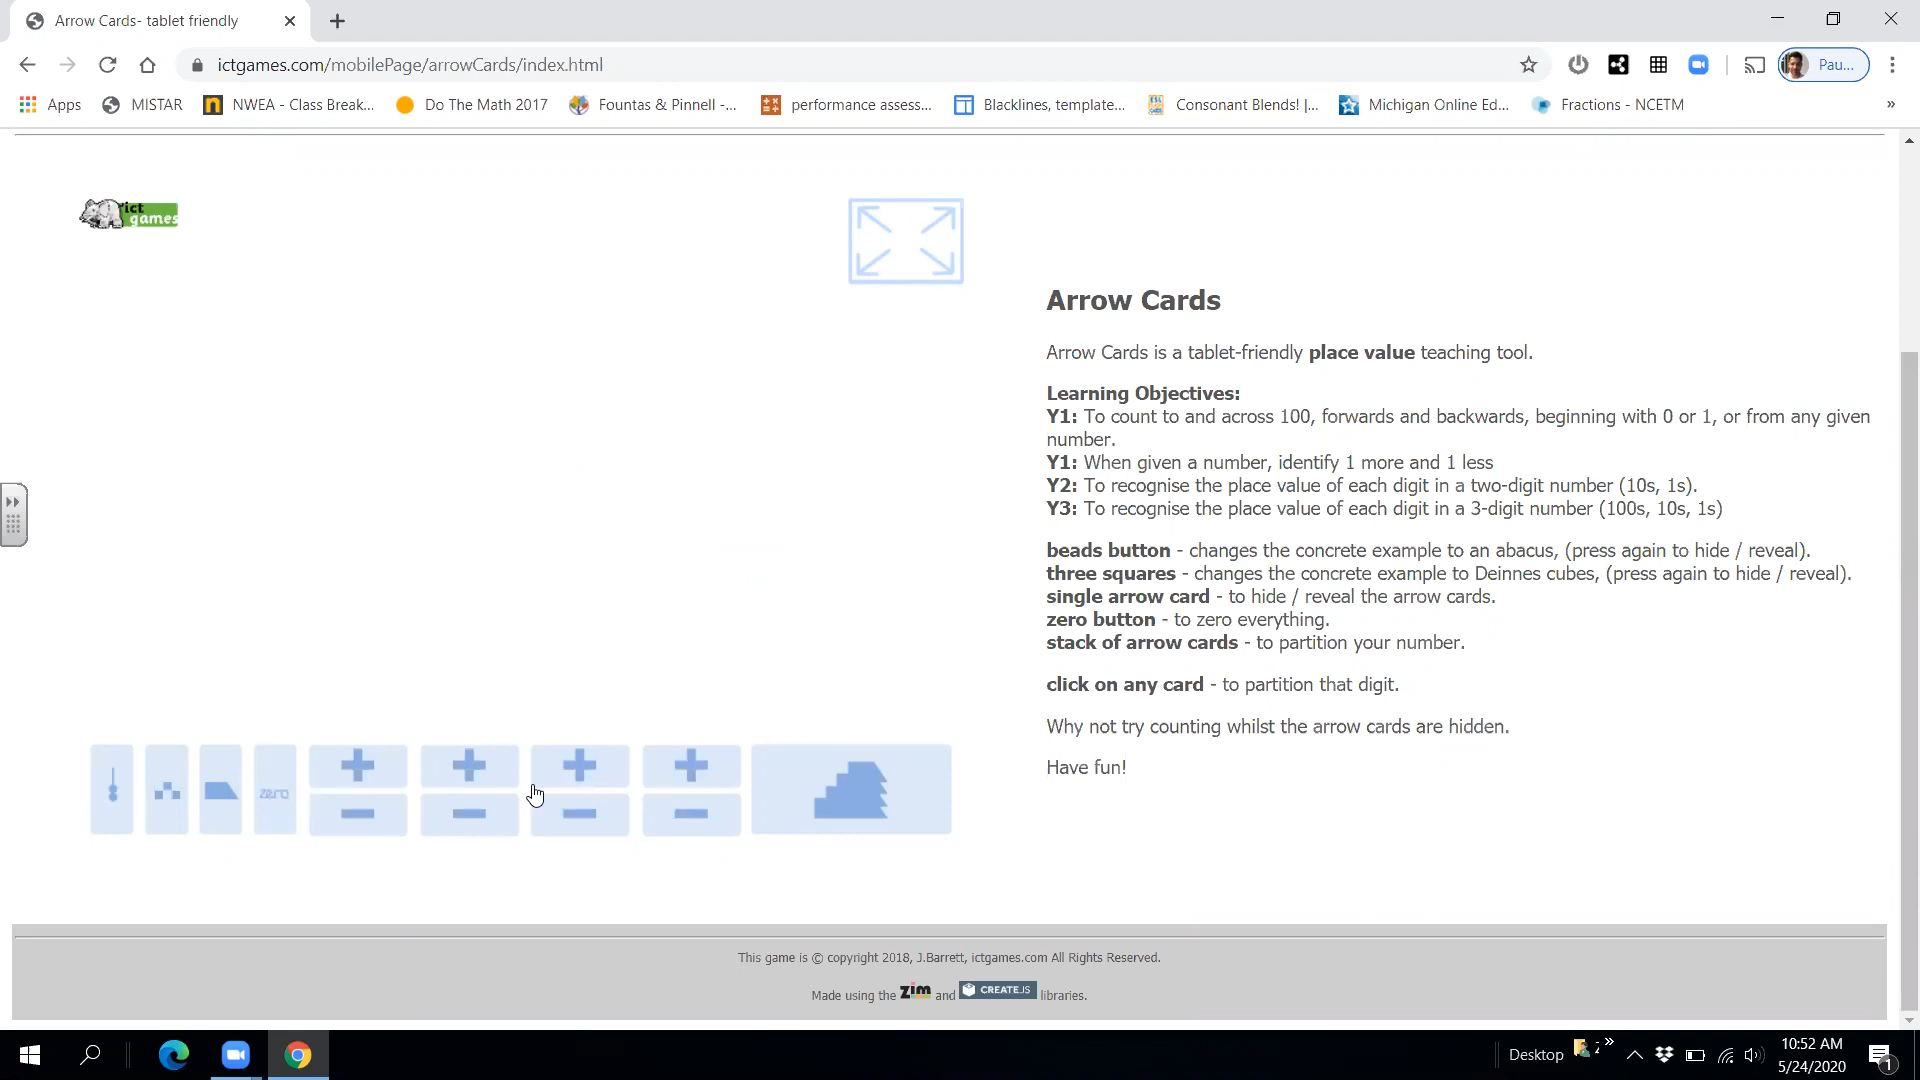 Arrow Cards- tablet friendly
ictgames.com/mobilePage/arrowCards/index.html
Pau...
Apps
MISTAR
NWEA - Class Break...
Do The Math 2017
Fountas & Pinnell -...
performance assess...
Blacklines, template...
Consonant Blends! |...
Michigan Online Ed...
Fractions - NCETM
»
ict
games
Arrow Cards
Arrow Cards is a tablet-friendly place value teaching tool.
Learning Objectives:
Y1: To count to and across 100, forwards and backwards, beginning with 0 or 1, or from any given
number.
Y1: When given a number, identify 1 more and 1 less
Y2: To recognise the place value of each digit in a two-digit number (10s, 1s).
Y3: To recognise the place value of each digit in a 3-digit number (100s, 10s, 1s)
beads button - changes the concrete example to an abacus, (press again to hide / reveal).
three squares - changes the concrete example to Deinnes cubes, (press again to hide / reveal).
single arrow card - to hide / reveal the arrow cards.
zero button - to zero everything.
stack of arrow cards - to partition your number.
click on any card - to partition that digit.
Why not try counting whilst the arrow cards are hidden.
Have fun!
zero
+ + + +
− − − −
This game is © copyright 2018, J.Barrett, ictgames.com All Rights Reserved.
Made using the zim and CREATEJS libraries.
Desktop
»
10:52 AM
5/24/2020
1